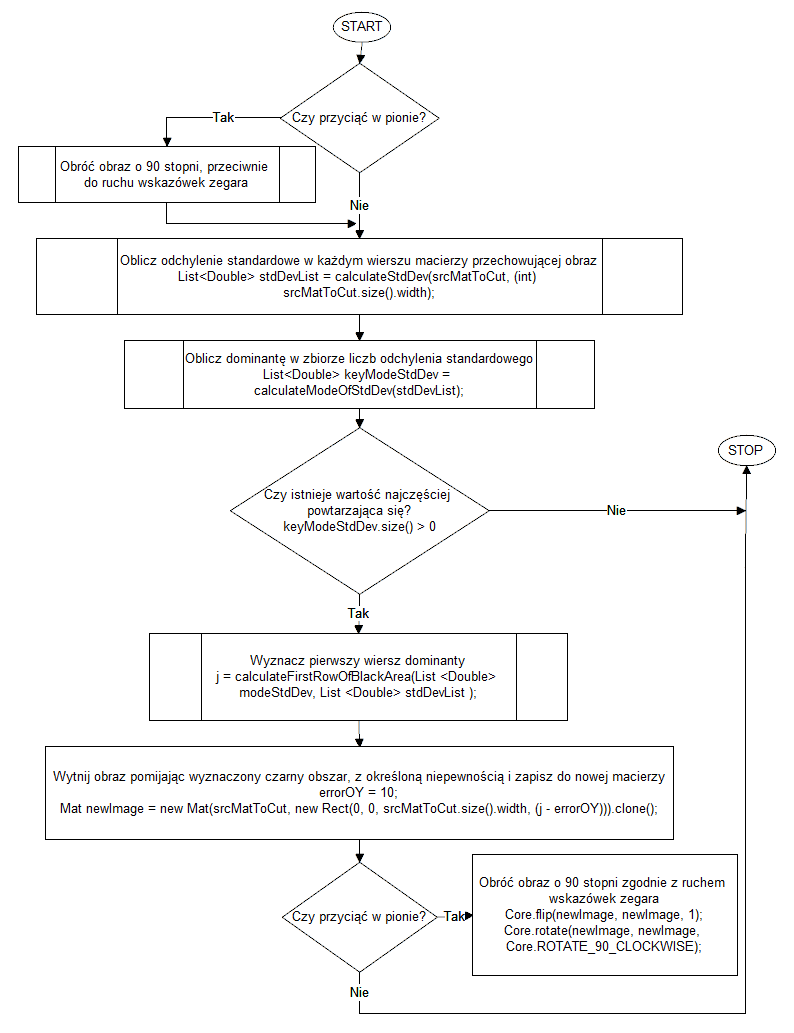 START
Czy przyciąć w pionie?
Tak
Obróć obraz o 90 stopni, przeciwnie
do ruchu wskazówek zegara
Nie
Oblicz odchylenie standardowe w każdym wierszu macierzy przechowującej obraz
List<Double> stdDevList = calculateStdDev(srcMatToCut, (int)
srcMatToCut.size().width);
Oblicz dominantę w zbiorze liczb odchylenia standardowego
List<Double> keyModeStdDev =
calculateModeOfStdDev(stdDevList);
STOP
Czy istnieje wartość najczęściej
powtarzająca się?
keyModeStdDev.size() > 0
Nie
Tak
Wyznacz pierwszy wiersz dominanty
j = calculateFirstRowOfBlackArea(List <Double>
modeStdDev, List <Double> stdDevList );
Wytnij obraz pomijając wyznaczony czarny obszar, z określoną niepewnością i zapisz do nowej macierzy
errorOY = 10;
Mat newImage = new Mat(srcMatToCut, new Rect(0, 0, srcMatToCut.size().width, (j - errorOY))).clone();
Czy przyciąć w pionie?
Tak
Obróć obraz o 90 stopni zgodnie z ruchem
wskazówek zegara
Core.flip(newImage, newImage, 1);
Core.rotate(newImage, newImage,
Core.ROTATE_90_CLOCKWISE);
Nie